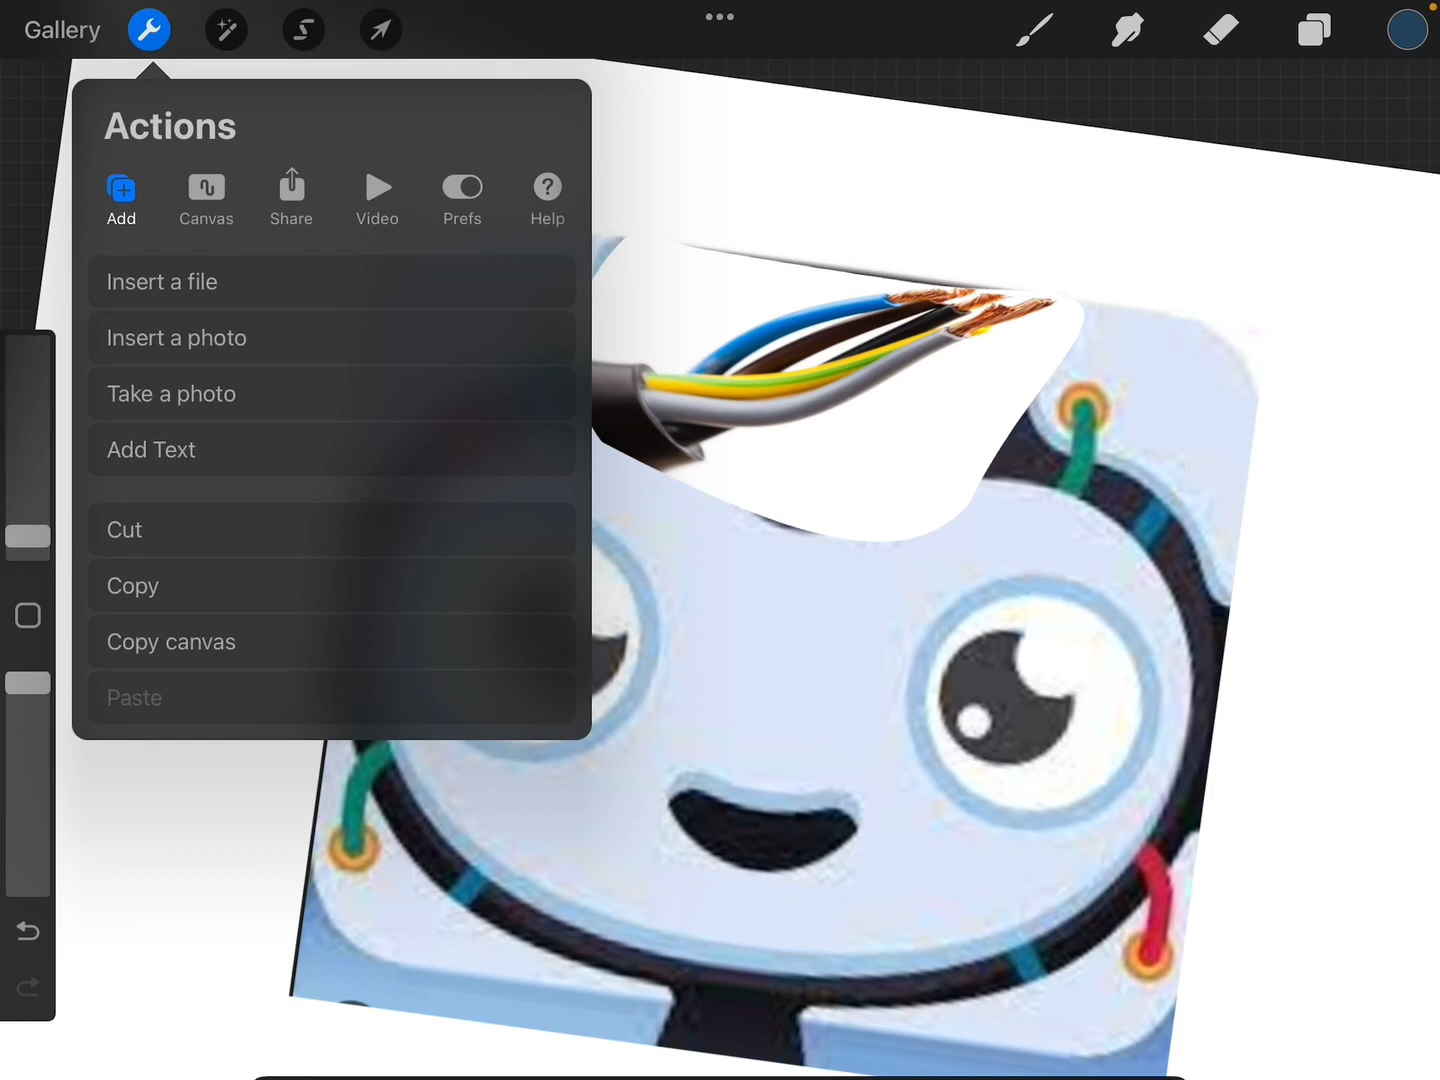 Gallery
Actions
Add Canvas Share Video Prefs Help
Insert a file
Insert a photo
Take a photo
Add Text
Cut
Copy
Copy canvas
Paste